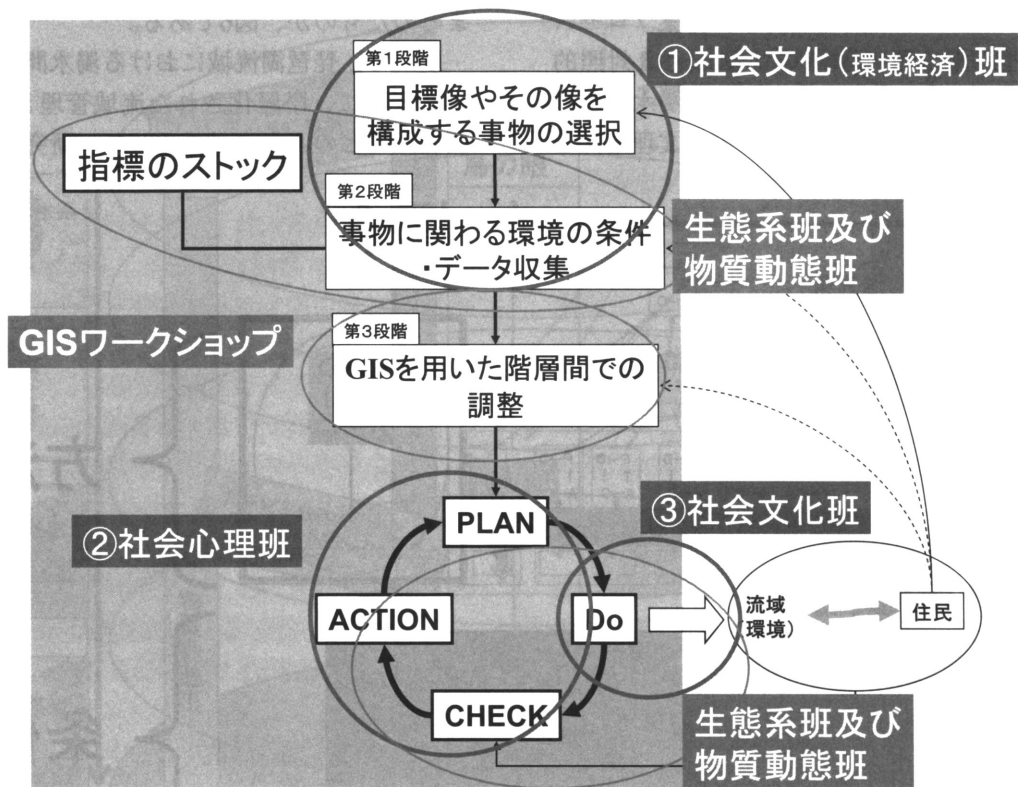 第1段階
①社会文化(環境経済)班
目標像やその像を
構成する事物の選択
指標のストック
第2段階
事物に関わる環境の条件
・データ収集
生態系班及び
物質動態班
GISワークショップ
第3段階
GISを用いた階層間での
調整
③社会文化班
②社会心理班
PLAN
ACTION
Do
流域
環境)
住民
CHECK
生態系班及び
物質動態班